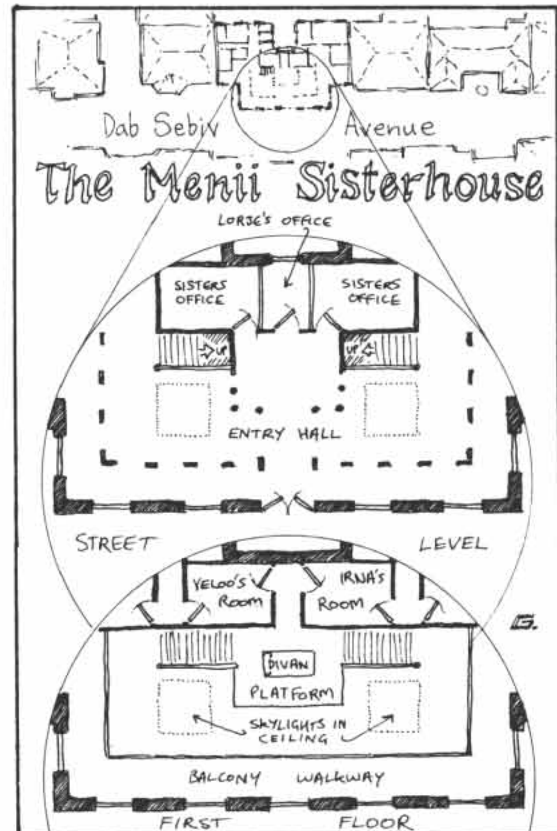 Dab Sebiv Avenue
The Menii Sisterhouse
LORJE'S OFFICE
SISTERS OFFICE
SISTERS OFFICE
UP
UP
ENTRY HALL
STREET LEVEL
VELOO'S ROOM
IRNA'S ROOM
G.
DIVAN
PLATFORM
SKYLIGHTS IN CEILING
BALCONY WALKWAY
FIRST FLOOR